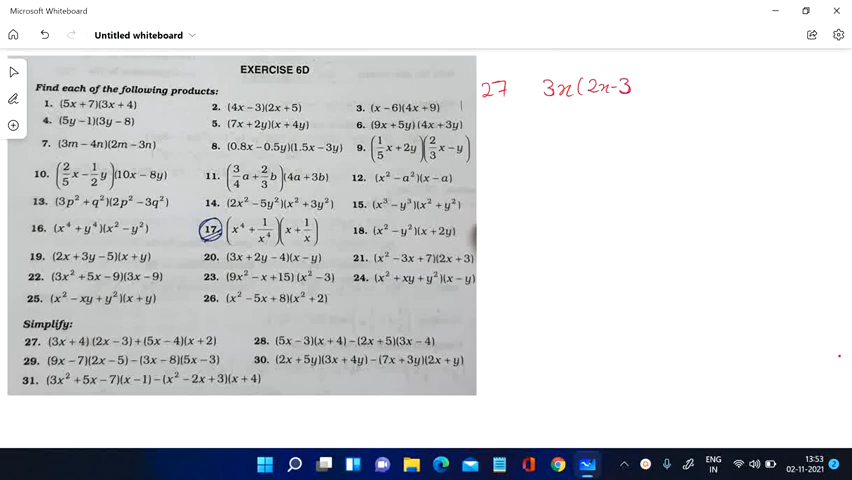 Microsoft Whiteboard
Untitled whiteboard
EXERCISE 6D
Find each of the following products:
1. (5x + 7)(3x + 4)
2. (4x − 3)(2x + 5)
3. (x − 6)(4x + 9)
4. (5y − 1)(3y − 8)
5. (7x + 2y)(x + 4y)
6. (9x + 5y)(4x + 3y)
7. (3m − 4n)(2m − 3n)
8. (0.8x − 0.5y)(1.5x − 3y)
9. (1/5 x + 2y)(2/3 x − y)
10. (2/5 x − 1/2 y)(10x − 8y)
11. (3/4 a + 2/3 b)(4a + 3b)
12. (x² − a²)(x − a)
13. (3p² + q²)(2p² − 3q²)
14. (2x² − 5y²)(x² + 3y²)
15. (x³ − y³)(x² + y²)
16. (x⁴ + y⁴)(x² − y²)
17. (x⁴ + 1/x⁴)(x + 1/x)
18. (x² − y²)(x + 2y)
19. (2x + 3y − 5)(x + y)
20. (3x + 2y − 4)(x − y)
21. (x² − 3x + 7)(2x + 3)
22. (3x² + 5x − 9)(3x − 9)
23. (9x² − x + 15)(x² − 3)
24. (x² + xy + y²)(x − y)
25. (x² − xy + y²)(x + y)
26. (x² − 5x + 8)(x² + 2)
Simplify:
27. (3x + 4)(2x − 3) + (5x − 4)(x + 2)
28. (5x − 3)(x + 4) − (2x + 5)(3x − 4)
29. (9x − 7)(2x − 5) − (3x − 8)(5x − 3)
30. (2x + 5y)(3x + 4y) − (7x + 3y)(2x + y)
31. (3x² + 5x − 7)(x − 1) − (x² − 2x + 3)(x + 4)
27 3x(2x-3
ENG
IN
13:53
02-11-2021
2